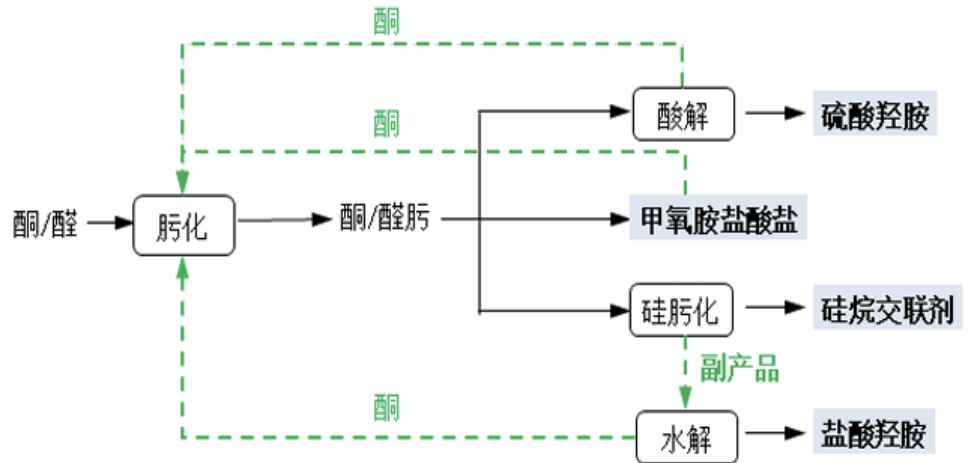 酮
酸解
硫酸羟胺
酮
酮/醛
肟化
酮/醛肟
甲氧胺盐酸盐
硅肟化
硅烷交联剂
副产品
酮
水解
盐酸羟胺